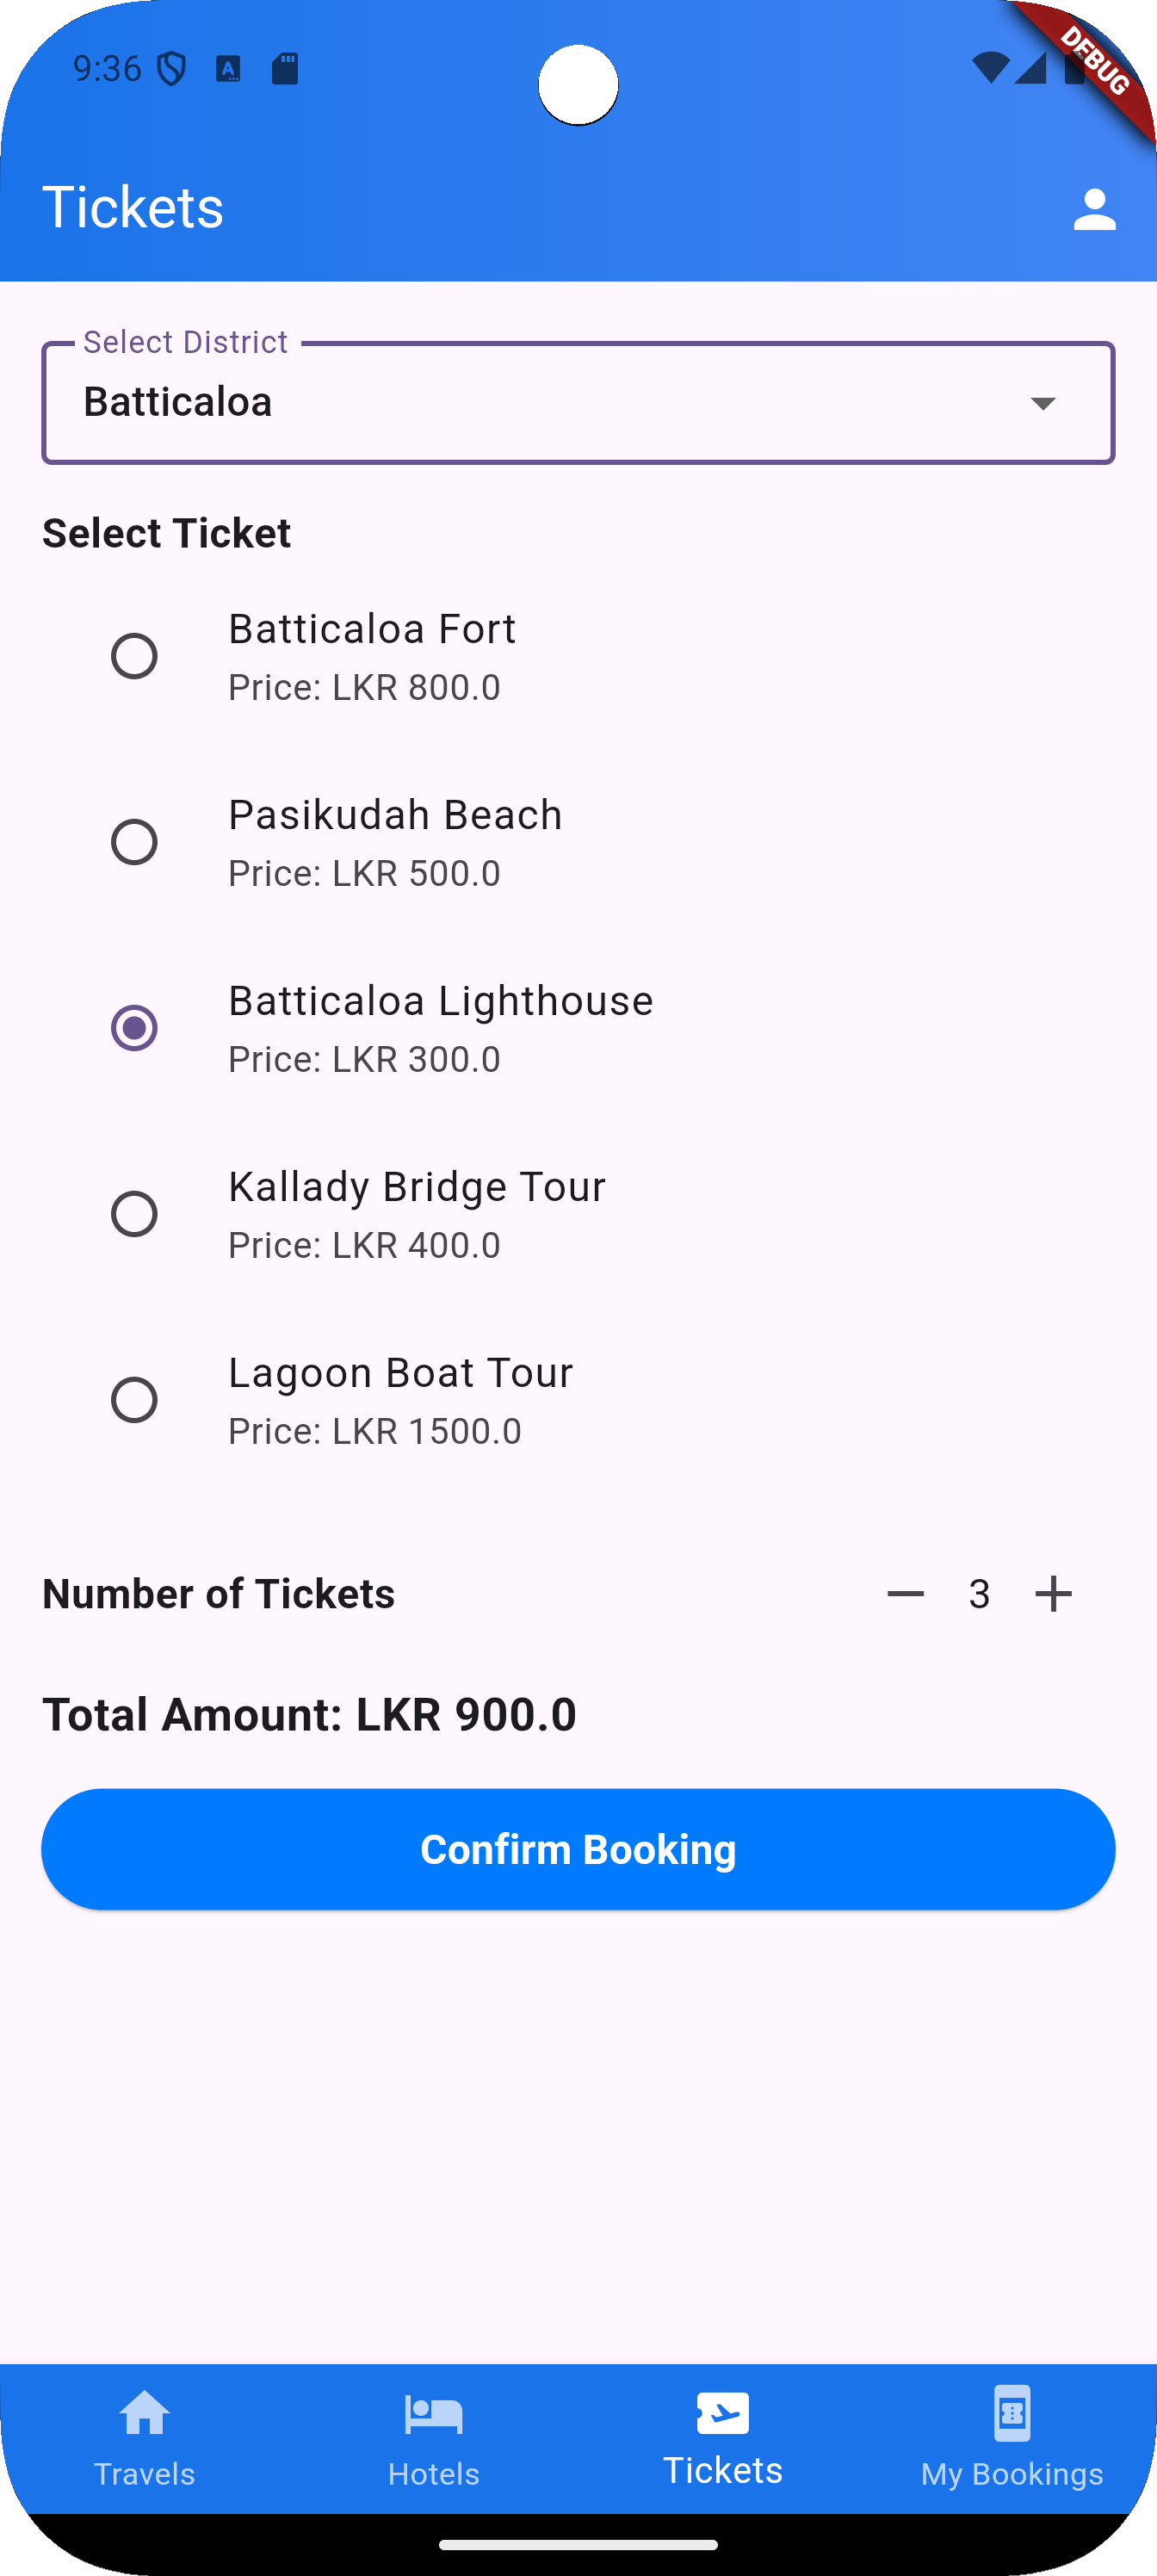 9:36
DEBUG
Tickets
Select District
Batticaloa
Select Ticket
Batticaloa Fort
Price: LKR 800.0
Pasikudah Beach
Price: LKR 500.0
Batticaloa Lighthouse
Price: LKR 300.0
Kallady Bridge Tour
Price: LKR 400.0
Lagoon Boat Tour
Price: LKR 1500.0
Number of Tickets 3
Total Amount: LKR 900.0
Confirm Booking
Travels Hotels Tickets My Bookings